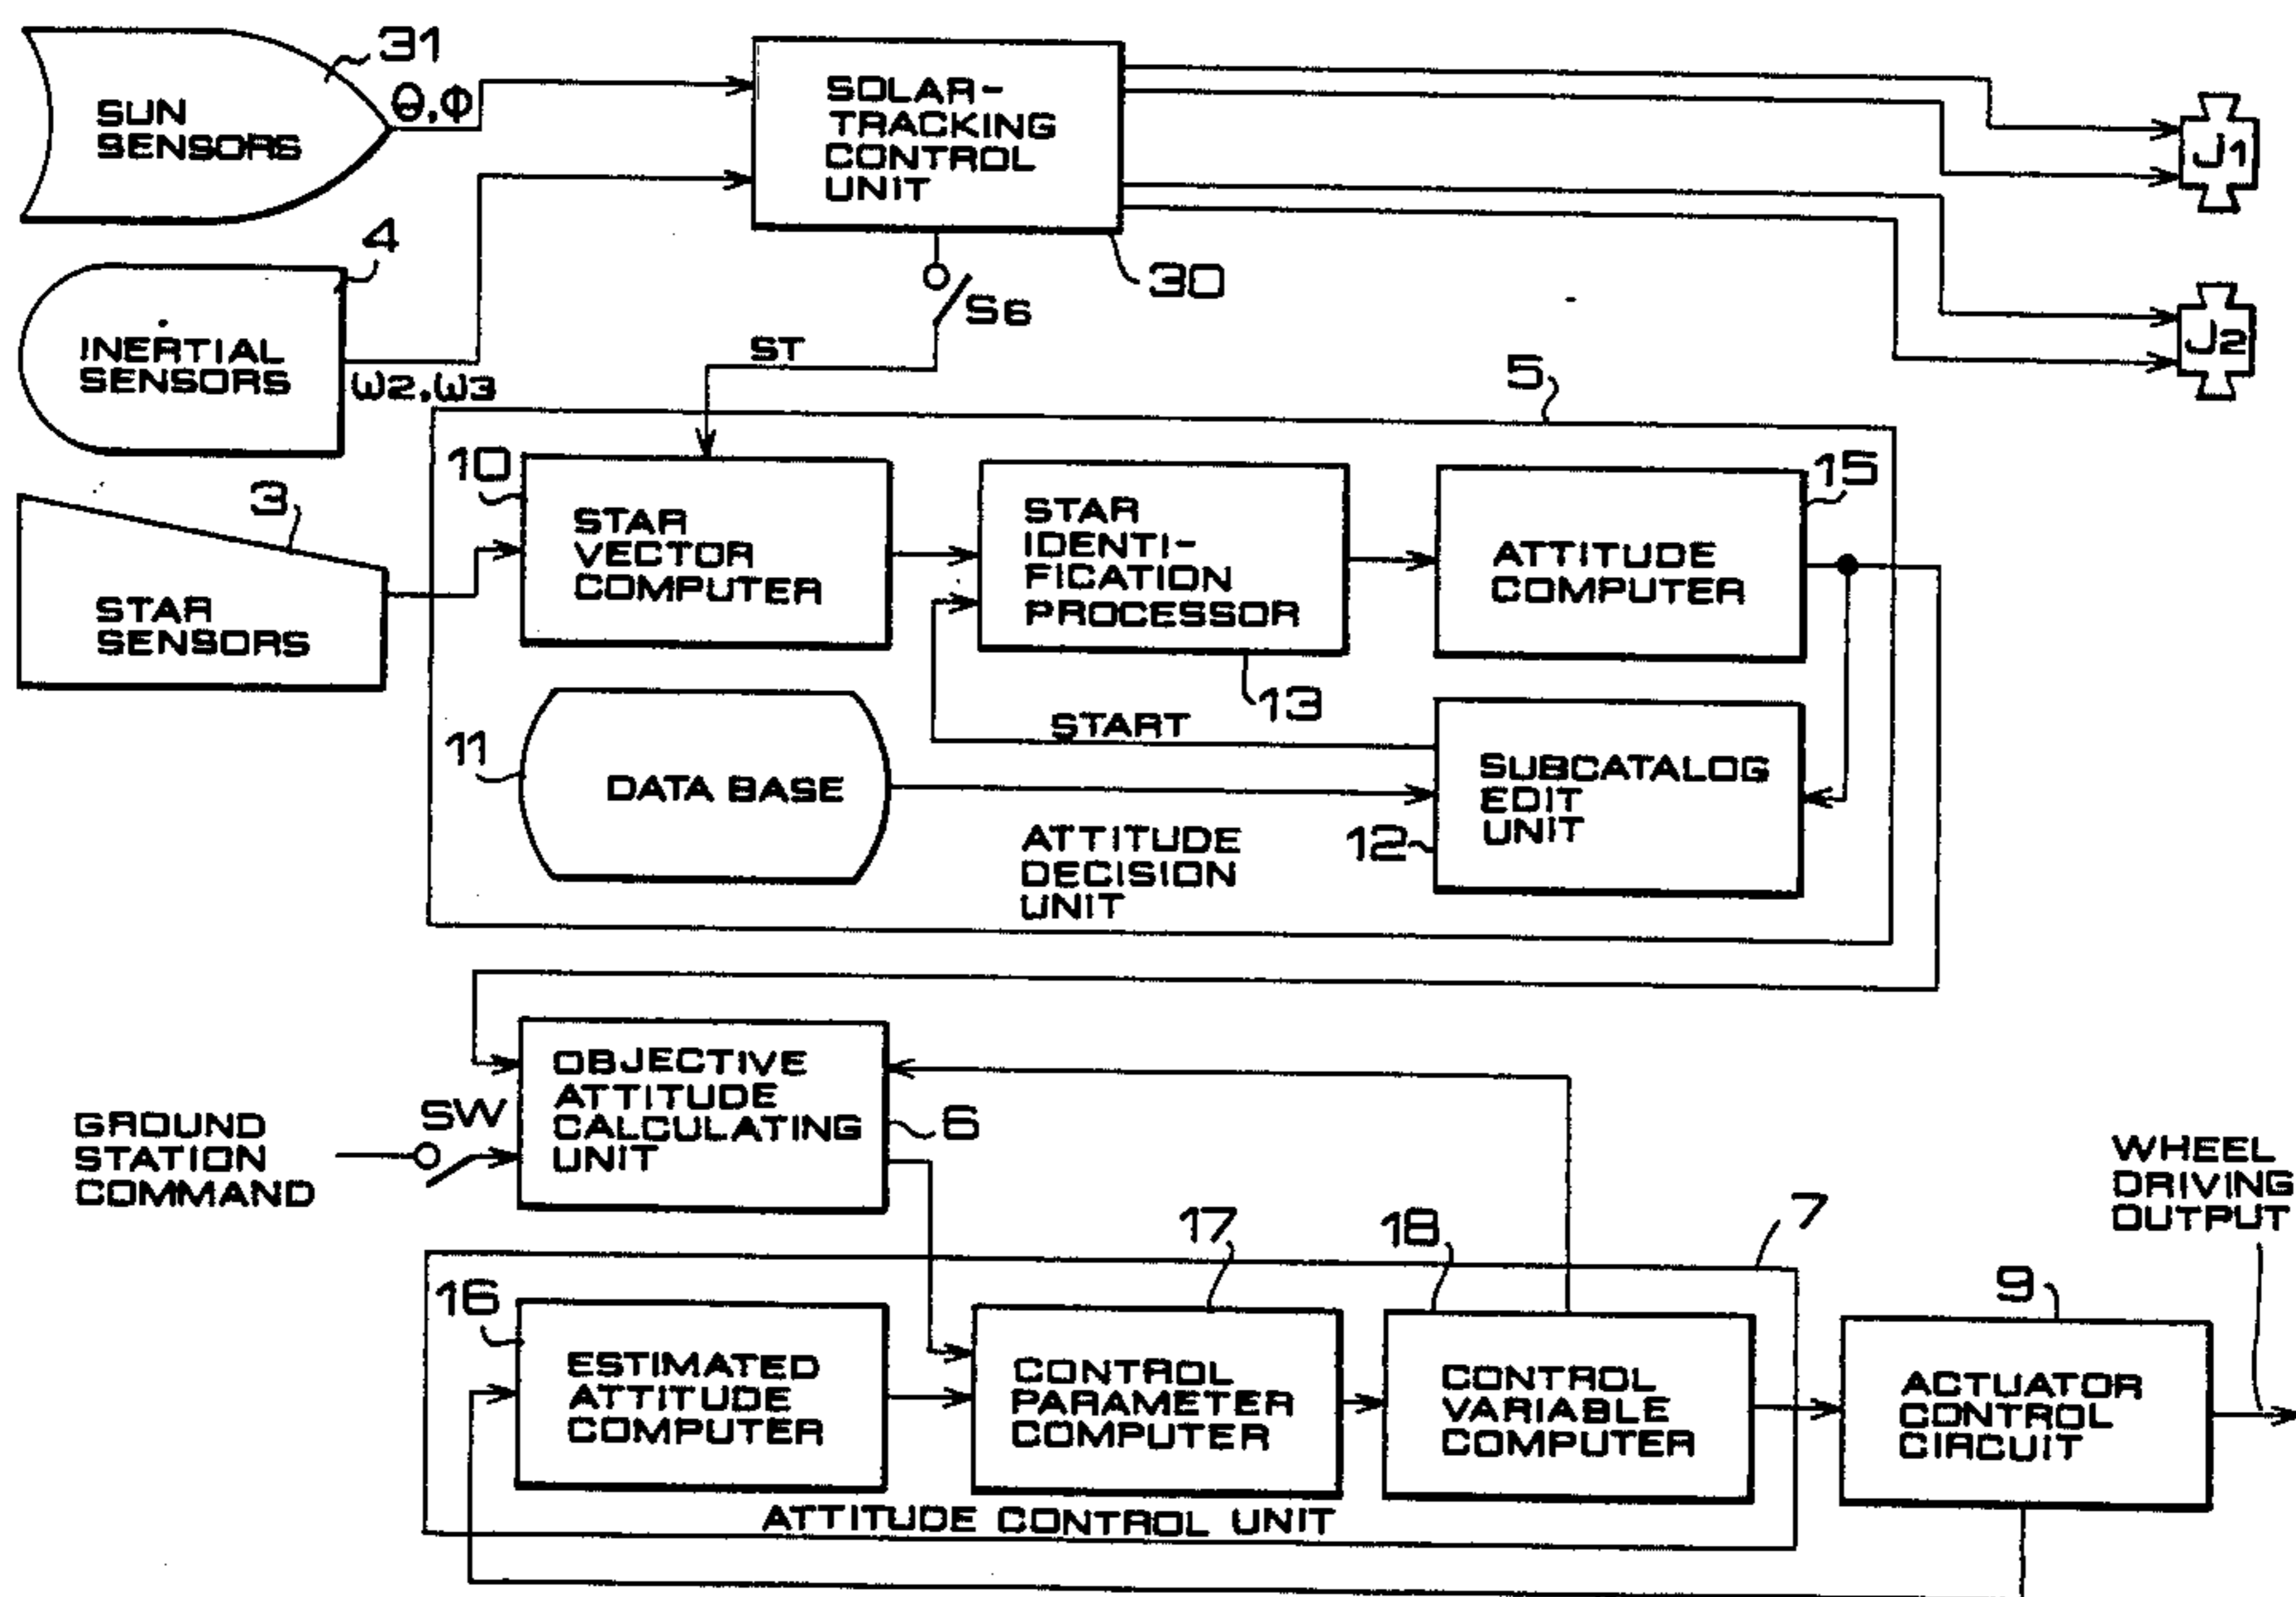 31
SUN
SENSORS
Θ,Φ
SOLAR-
TRACKING
CONTROL
UNIT
30
J1
4
INERTIAL
SENSORS
ω2,ω3
S6
ST
J2
5
3
STAR
SENSORS
10
STAR
VECTOR
COMPUTER
STAR
IDENTI-
FICATION
PROCESSOR
13
15
ATTITUDE
COMPUTER
START
11
DATA BASE
SUBCATALOG
EDIT
UNIT
12
ATTITUDE
DECISION
UNIT
OBJECTIVE
ATTITUDE
CALCULATING
UNIT
6
SW
GROUND
STATION
COMMAND
WHEEL
DRIVING
OUTPUT
7
16
ESTIMATED
ATTITUDE
COMPUTER
17
CONTROL
PARAMETER
COMPUTER
18
CONTROL
VARIABLE
COMPUTER
9
ACTUATOR
CONTROL
CIRCUIT
ATTITUDE CONTROL UNIT